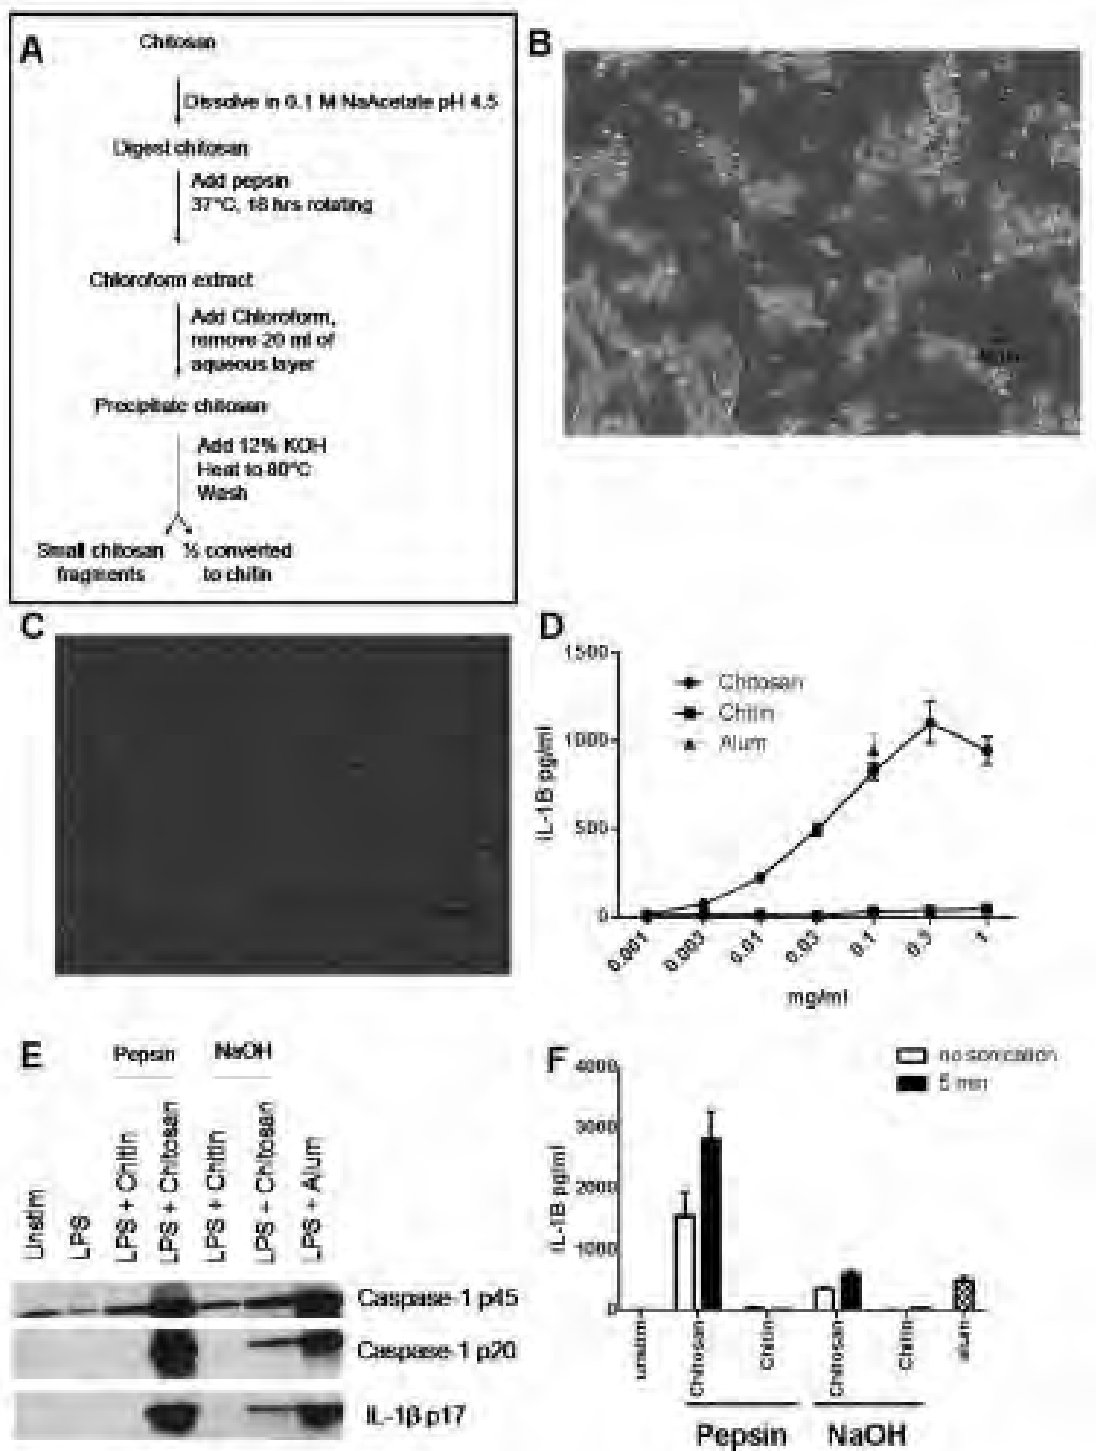 A
Chitosan
Dissolve in 0.1 M NaAcetate pH 4.5
Digest chitosan
Add pepsin
37°C, 18 hrs rotating
Chloroform extract
Add Chloroform,
remove 20 ml of
aqueous layer
Precipitate chitosan
Add 12% KOH
Heat to 80°C
Wash
Small chitosan
fragments
½ converted
to chitin
B
C
D
1500
1000
500
0
IL-1B pg/ml
Chitosan
Chitin
Alum
0.001
0.003
0.01
0.03
0.1
0.3
1
mg/ml
E
Pepsin
NaOH
Unstim
LPS
LPS + Chitin
LPS + Chitosan
LPS + Chitin
LPS + Chitosan
LPS + Alum
Caspase-1 p45
Caspase-1 p20
IL-1β p17
F
4000
3000
2000
1000
0
IL-1B pg/ml
no sonication
5 min
unstim
Chitosan
Chitin
Chitosan
Chitin
alum
Pepsin
NaOH